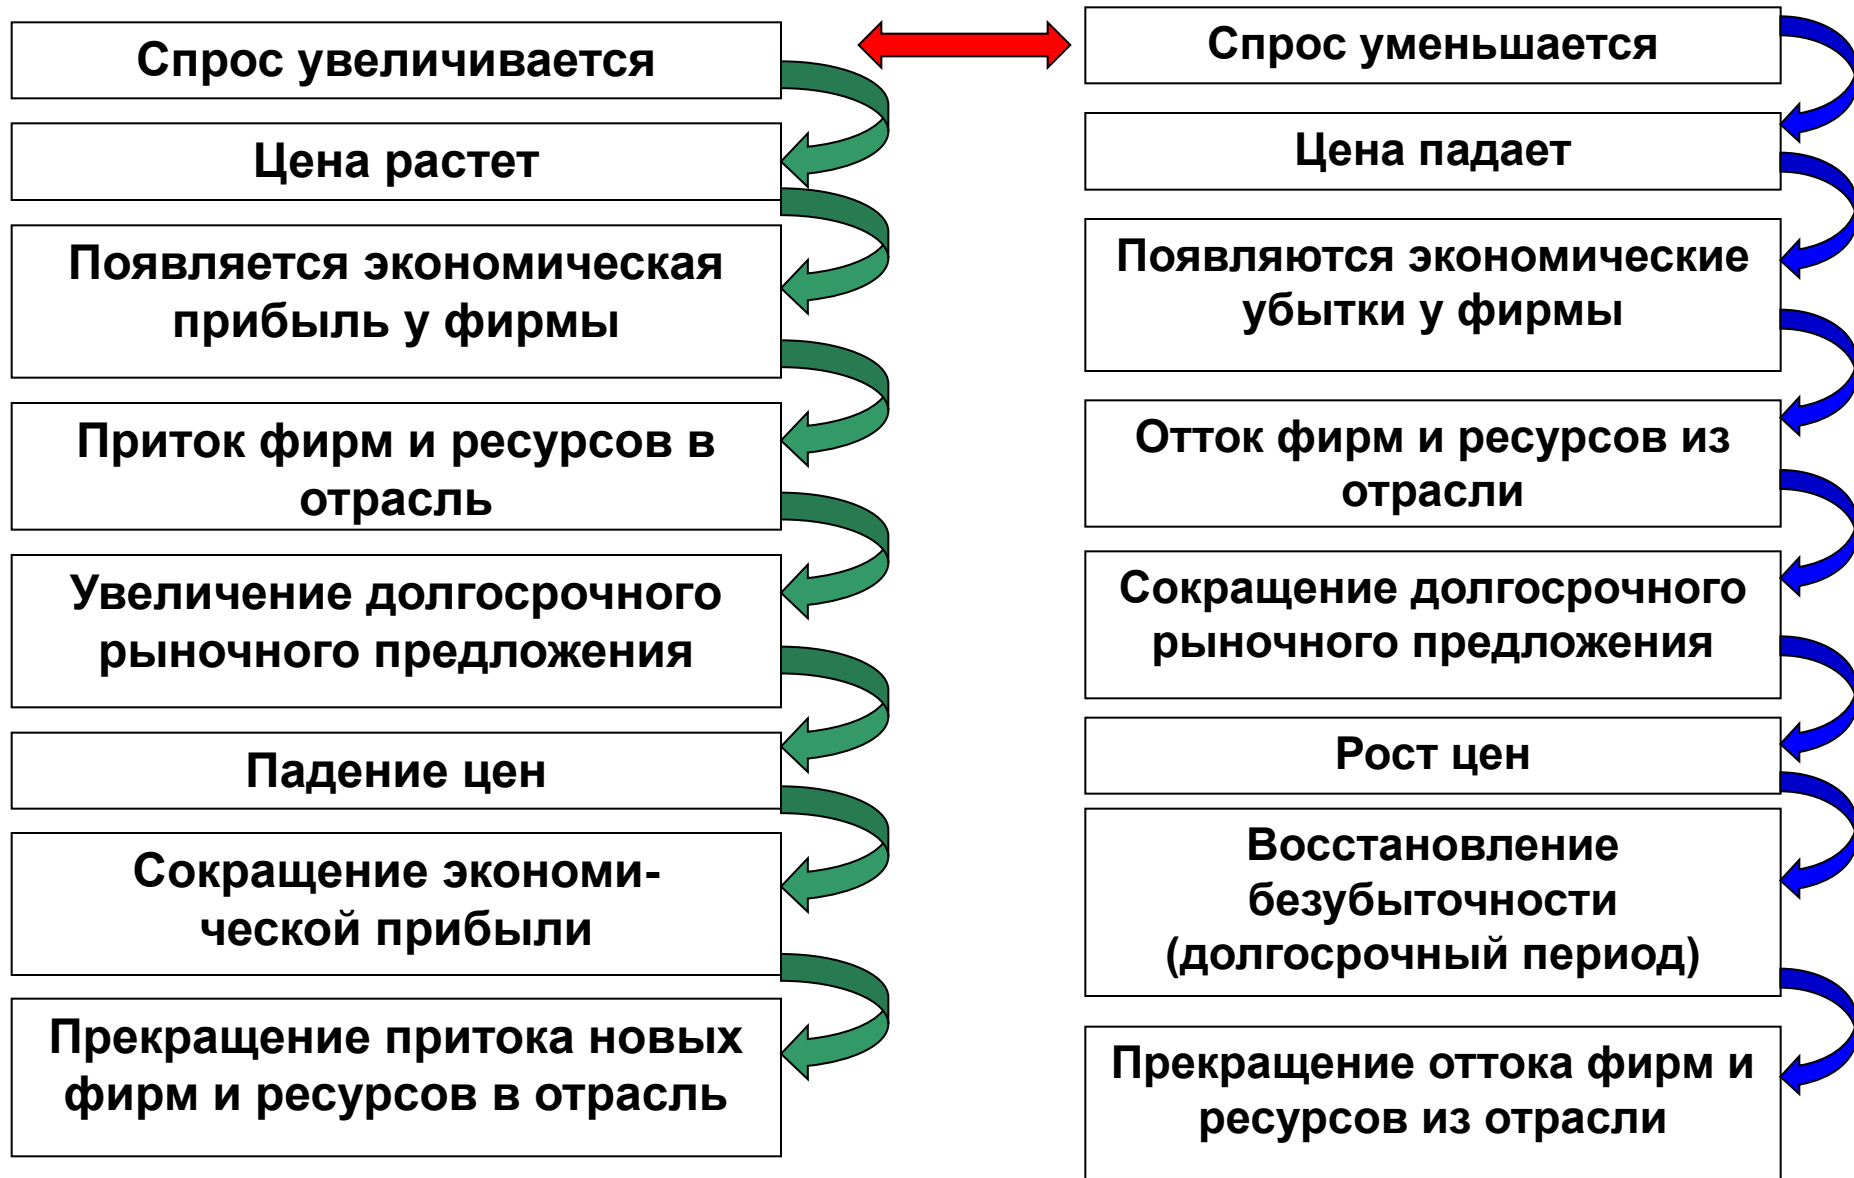 Спрос увеличивается
Цена растет
Появляется экономическая
прибыль у фирмы
Приток фирм и ресурсов в
отрасль
Увеличение долгосрочного
рыночного предложения
Падение цен
Сокращение экономи-
ческой прибыли
Прекращение притока новых
фирм и ресурсов в отрасль
Спрос уменьшается
Цена падает
Появляются экономические
убытки у фирмы
Отток фирм и ресурсов из
отрасли
Сокращение долгосрочного
рыночного предложения
Рост цен
Восстановление
безубыточности
(долгосрочный период)
Прекращение оттока фирм и
ресурсов из отрасли